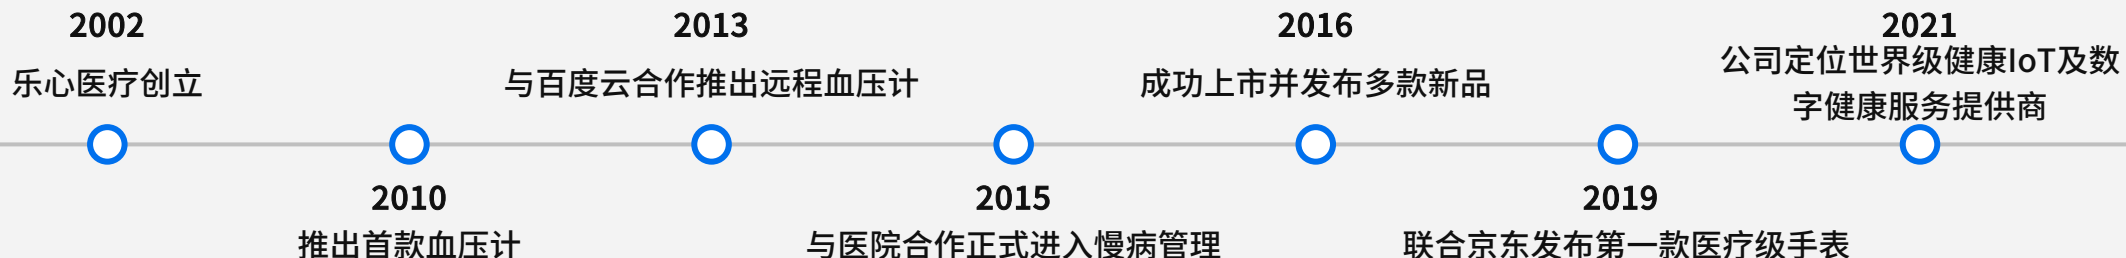 2002
乐心医疗创立
2010
推出首款血压计
2013
与百度云合作推出远程血压计
2015
与医院合作正式进入慢病管理
2016
成功上市并发布多款新品
2019
联合京东发布第一款医疗级手表
2021
公司定位世界级健康IoT及数
字健康服务提供商